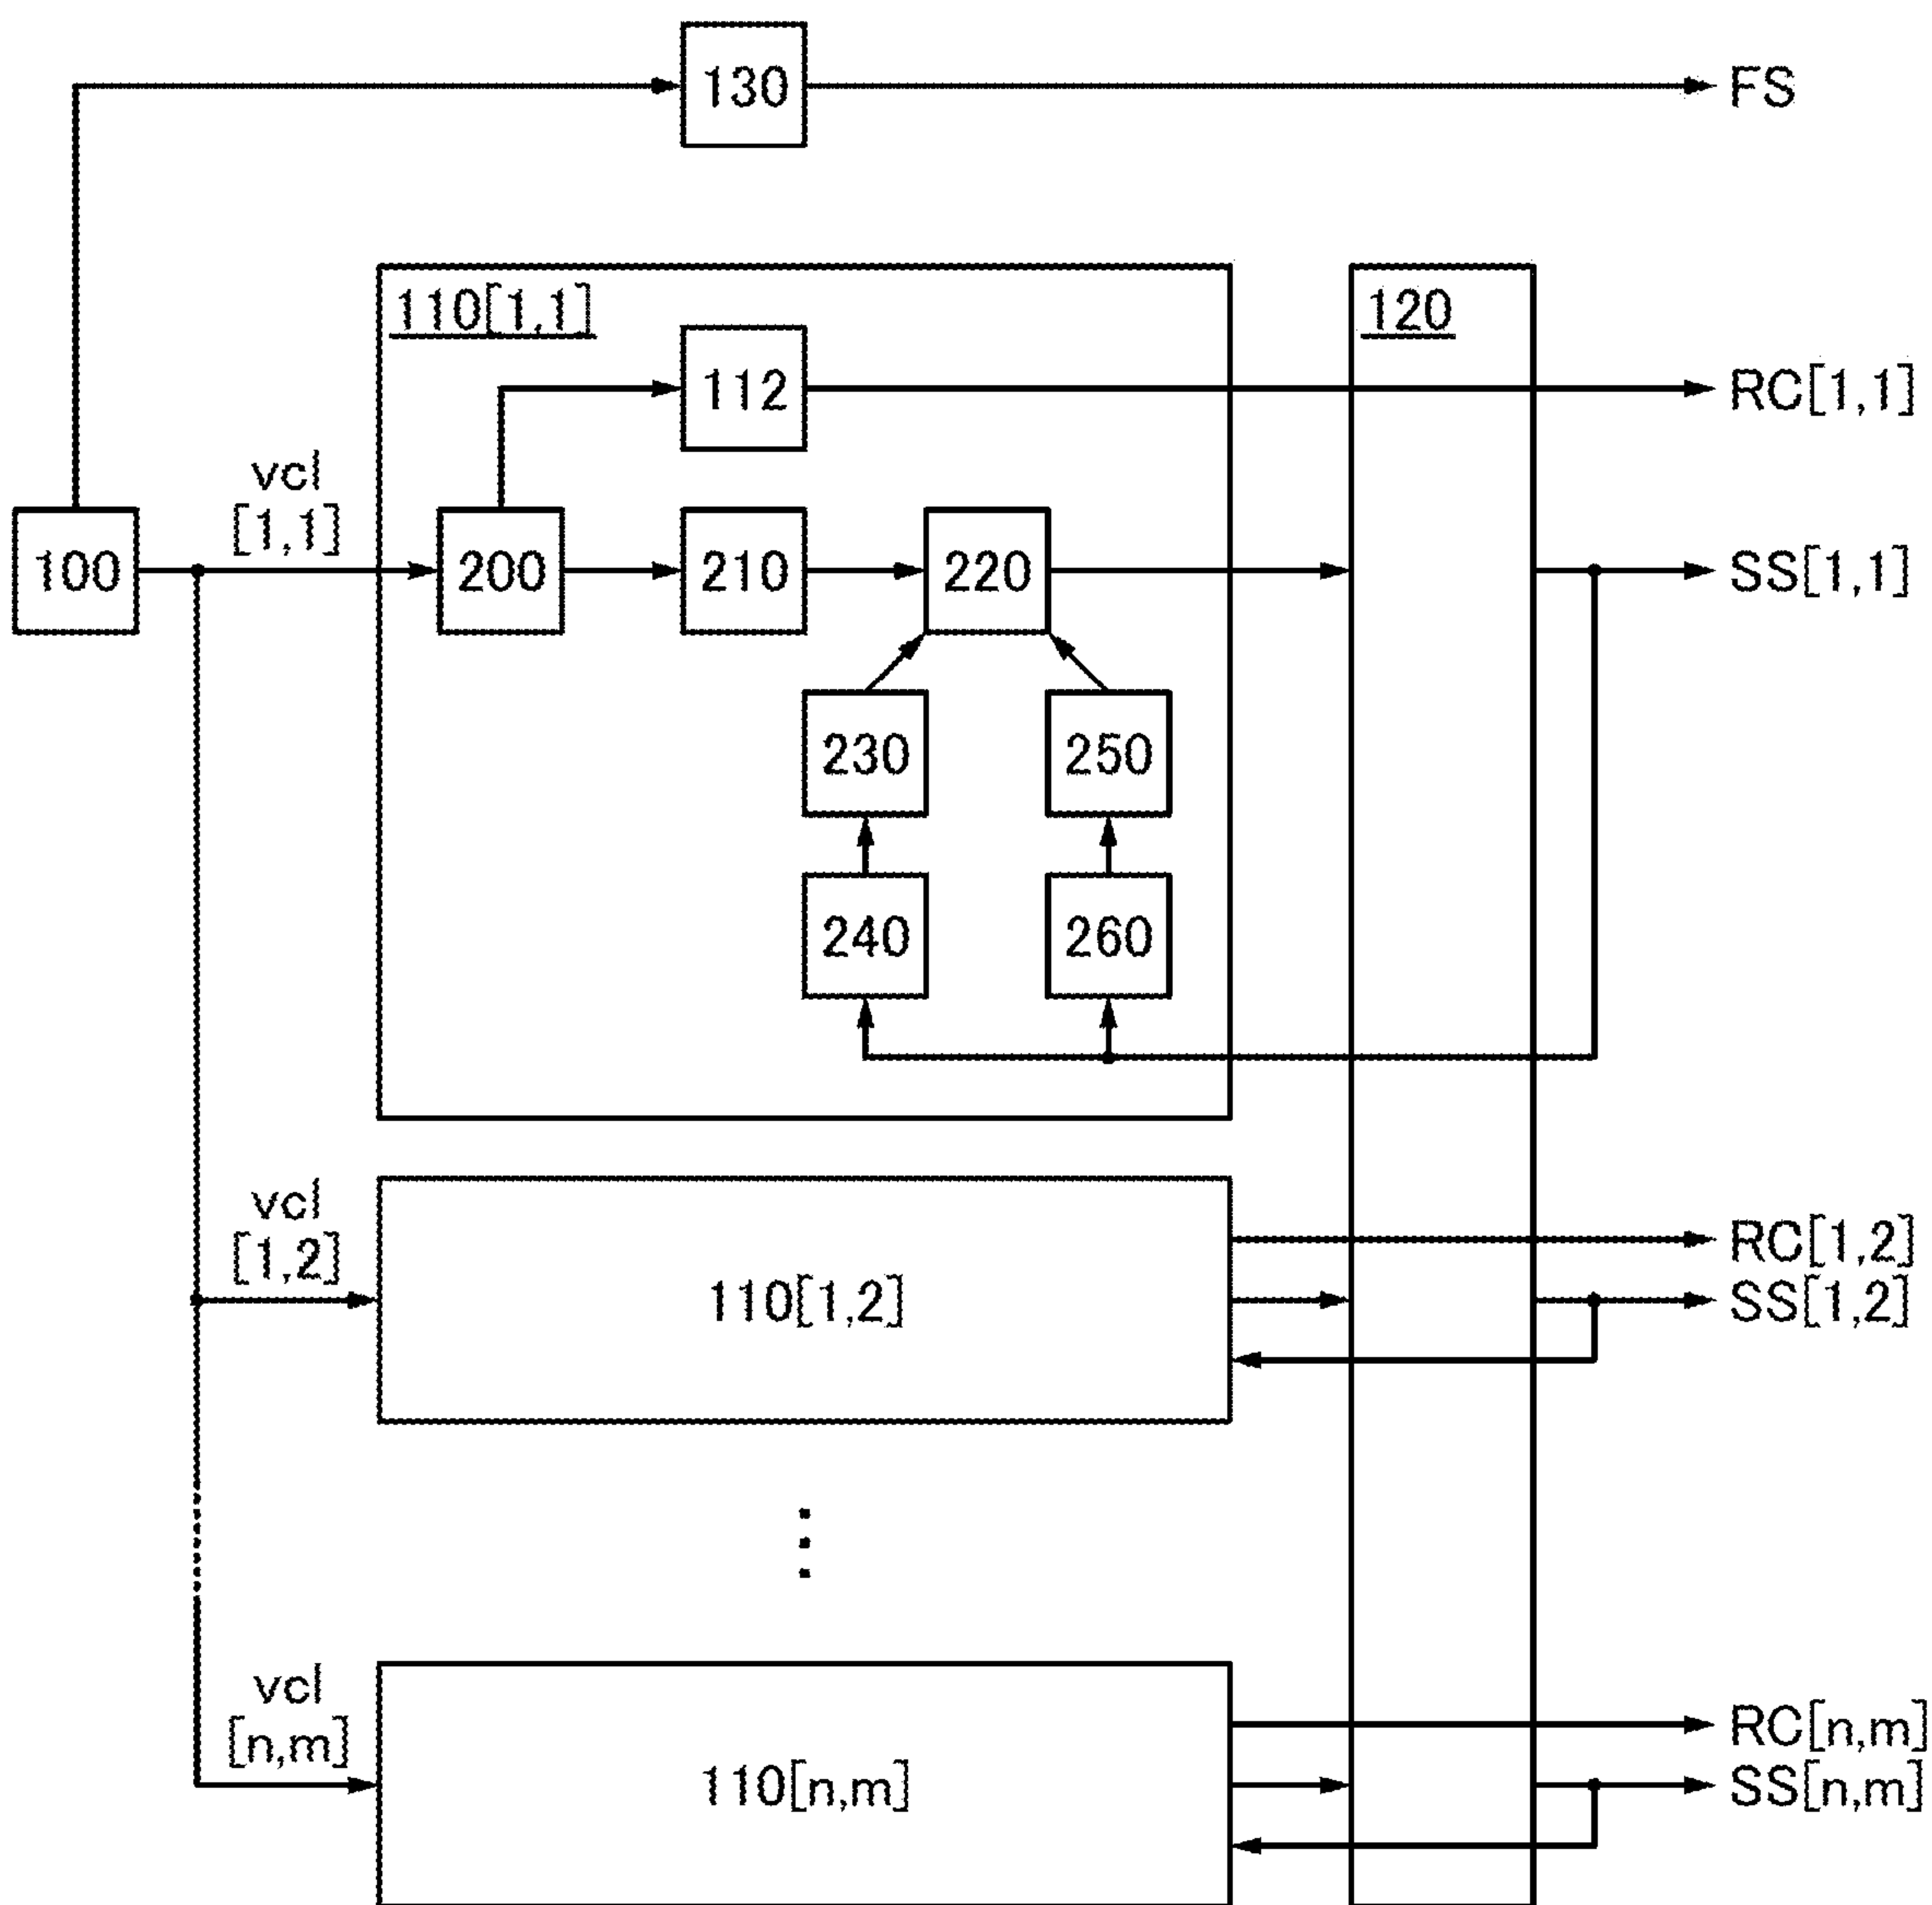 130
FS
110[1,1]
120
112
RC[1,1]
vcl
[1,1]
100
200
210
220
SS[1,1]
230
250
240
260
vcl
[1,2]
110[1,2]
RC[1,2]
SS[1,2]
vcl
[n,m]
110[n,m]
RC[n,m]
SS[n,m]